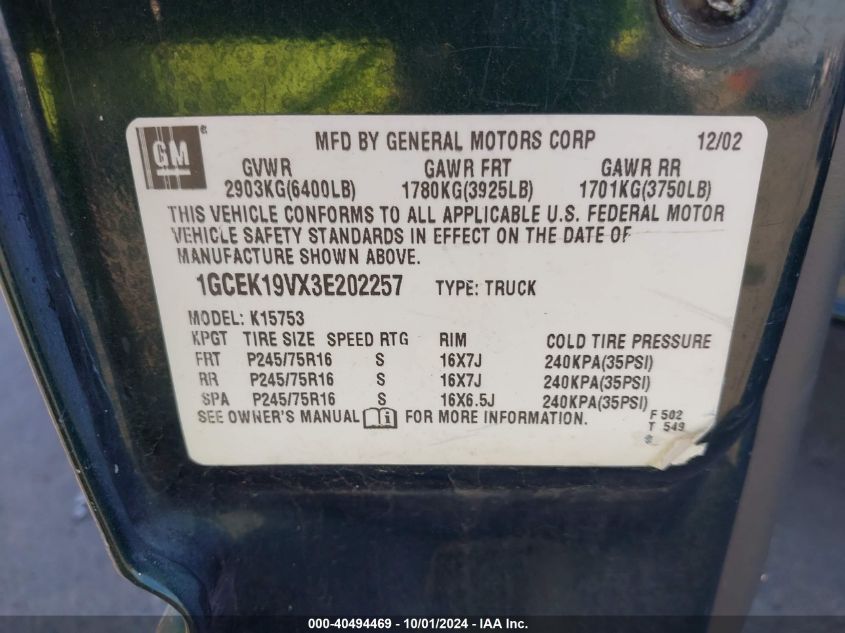 GM ®
MFD BY GENERAL MOTORS CORP 12/02
GVWR GAWR FRT GAWR RR
2903KG(6400LB) 1780KG(3925LB) 1701KG(3750LB)
THIS VEHICLE CONFORMS TO ALL APPLICABLE U.S. FEDERAL MOTOR
VEHICLE SAFETY STANDARDS IN EFFECT ON THE DATE OF
MANUFACTURE SHOWN ABOVE.
1GCEK19VX3E202257 TYPE: TRUCK
MODEL: K15753
KPGT TIRE SIZE SPEED RTG RIM COLD TIRE PRESSURE
FRT P245/75R16 S 16X7J 240KPA(35PSI)
RR P245/75R16 S 16X7J 240KPA(35PSI)
SPA P245/75R16 S 16X6.5J 240KPA(35PSI)
SEE OWNER'S MANUAL i FOR MORE INFORMATION.
F 502
T 549
000-40494469 - 10/01/2024 - IAA Inc.